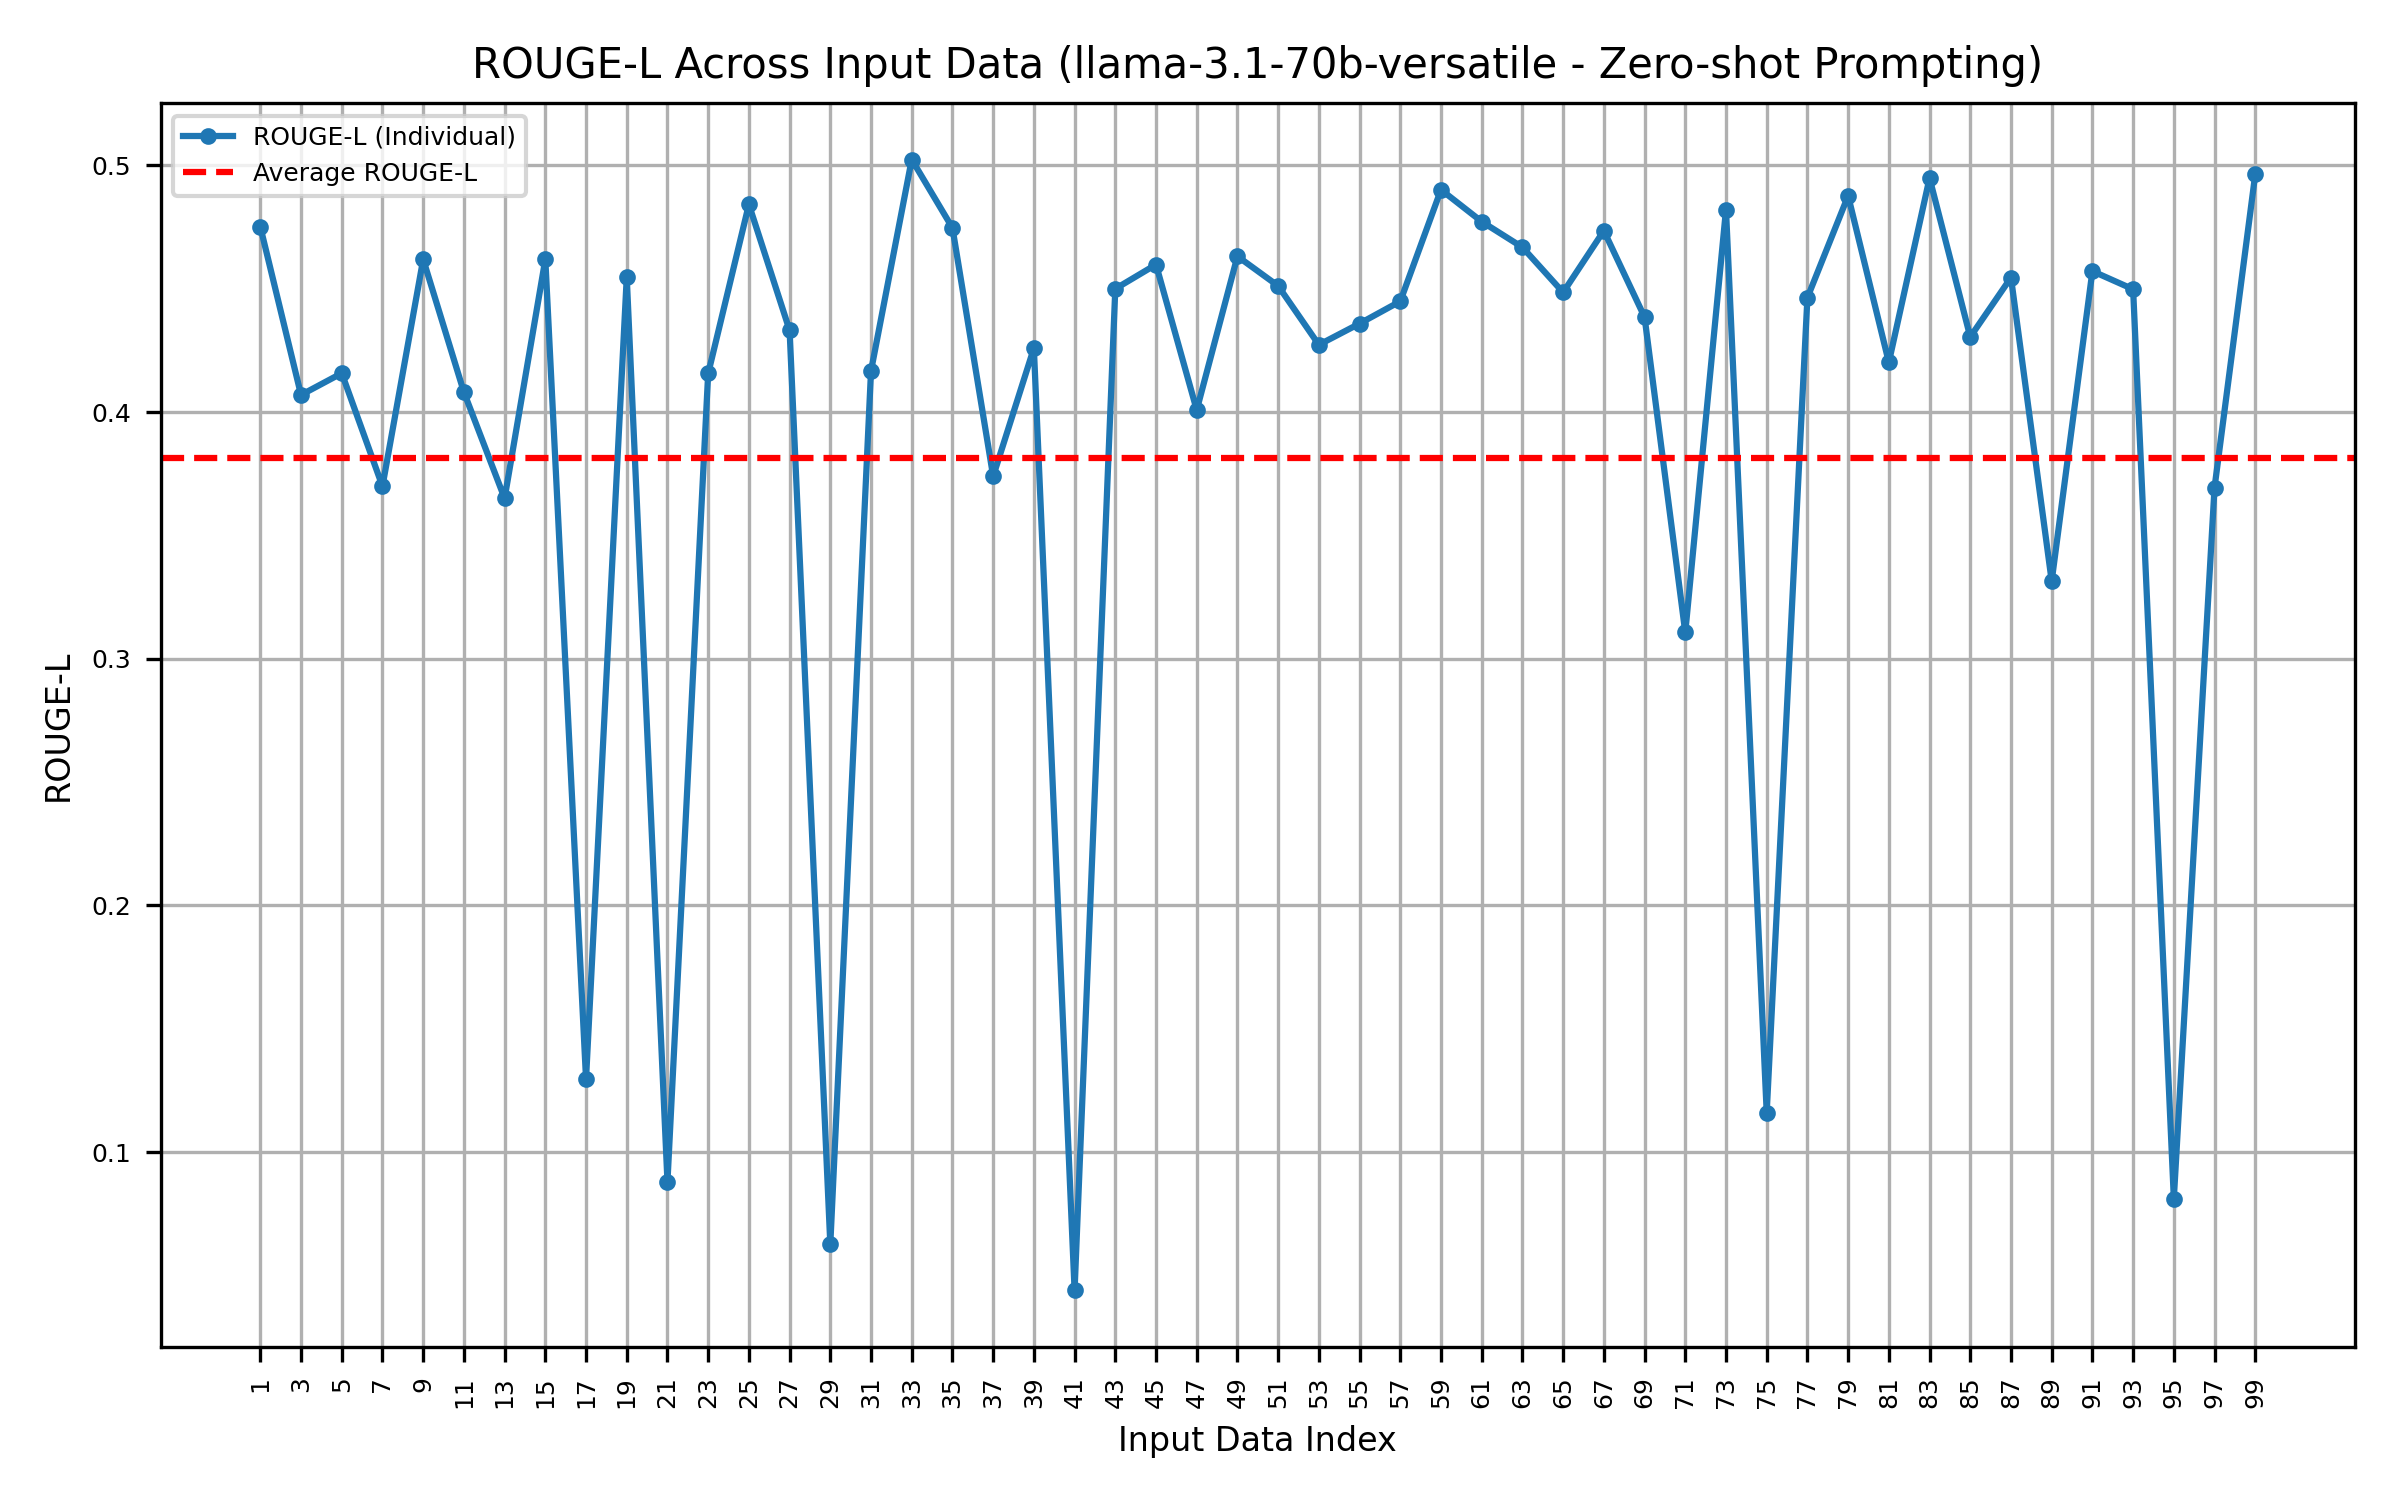 ROUGE-L Across Input Data (llama-3.1-70b-versatile - Zero-shot Prompting)
ROUGE-L (Individual)
Average ROUGE-L
0.5
0.4
0.3
0.2
0.1
ROUGE-L
1 3 5 7 9 11 13 15 17 19 21 23 25 27 29 31 33 35 37 39 41 43 45 47 49 51 53 55 57 59 61 63 65 67 69 71 73 75 77 79 81 83 85 87 89 91 93 95 97 99
Input Data Index